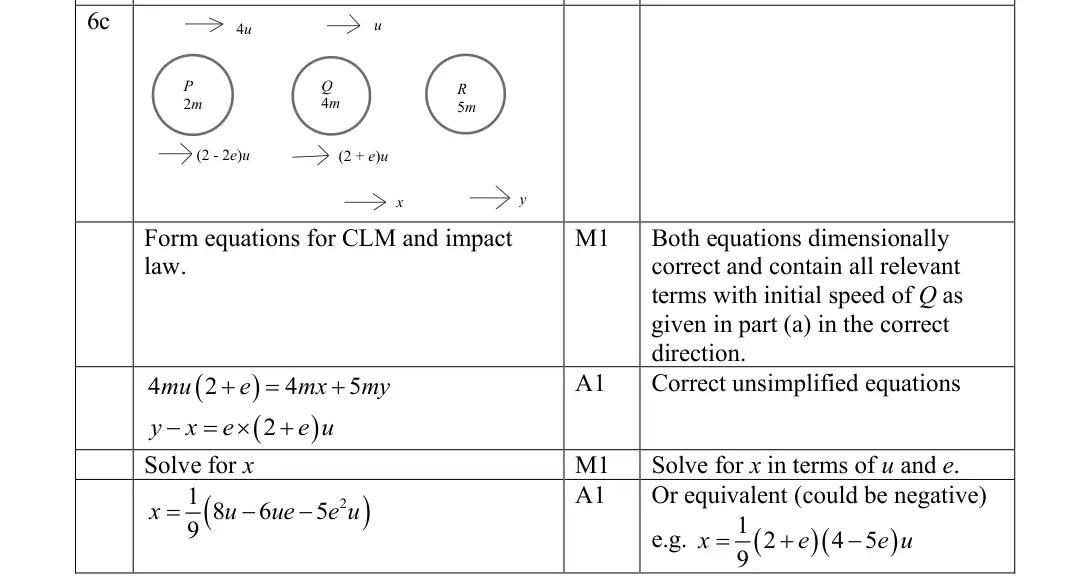 6c
4u
u
P
2m
Q
4m
R
5m
(2 - 2e)u
(2 + e)u
x
y
Form equations for CLM and impact law.
M1
Both equations dimensionally correct and contain all relevant terms with initial speed of Q as given in part (a) in the correct direction.
4mu(2+e)=4mx+5my
y−x=e×(2+e)u
A1
Correct unsimplified equations
Solve for x
M1
Solve for x in terms of u and e.
x=1/9(8u−6ue−5e²u)
A1
Or equivalent (could be negative)
e.g. x=1/9(2+e)(4−5e)u